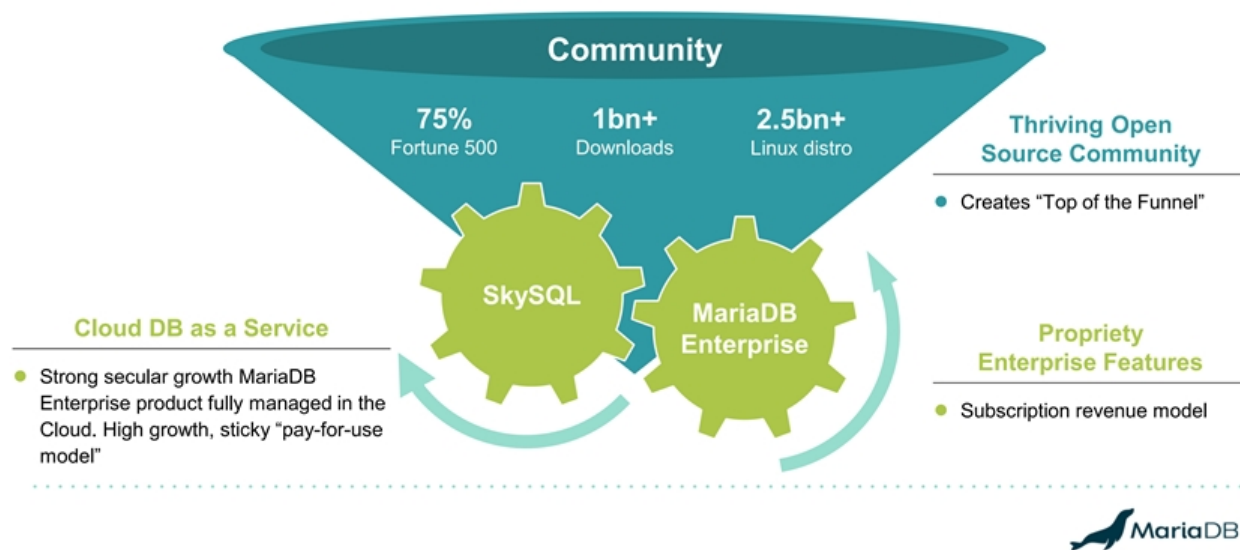 Community
75%
Fortune 500
1bn+
Downloads
2.5bn+
Linux distro
Thriving Open
Source Community
Creates “Top of the Funnel”
SkySQL
MariaDB
Enterprise
Cloud DB as a Service
Strong secular growth MariaDB
Enterprise product fully managed in the
Cloud. High growth, sticky “pay-for-use
model”
Propriety
Enterprise Features
Subscription revenue model
MariaDB